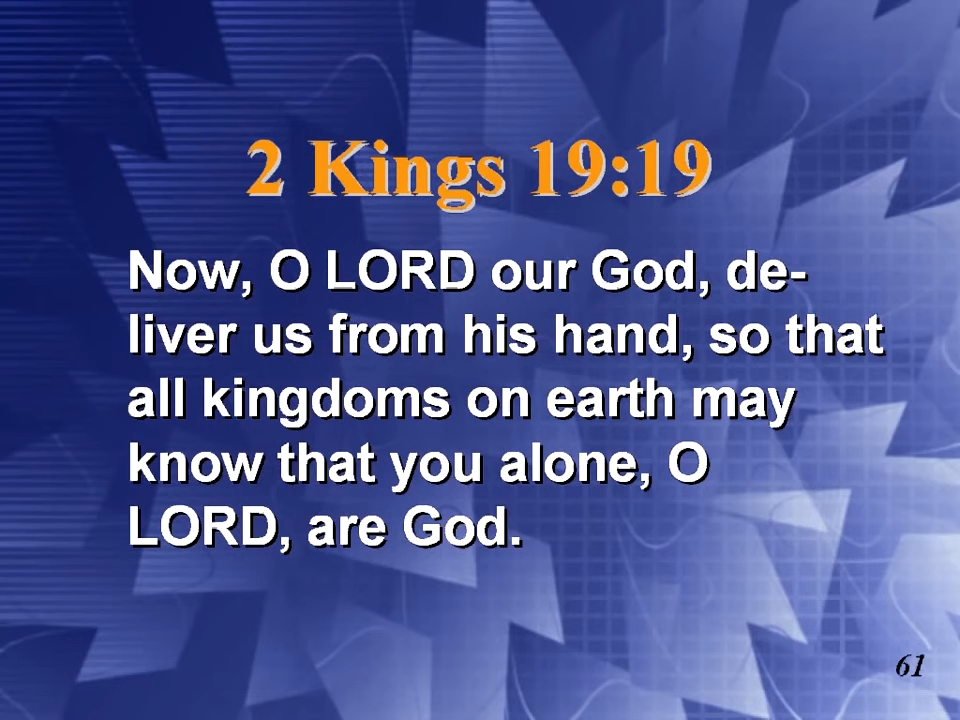 2 Kings 19:19
Now, O LORD our God, de-
liver us from his hand, so that
all kingdoms on earth may
know that you alone, O
LORD, are God.
61